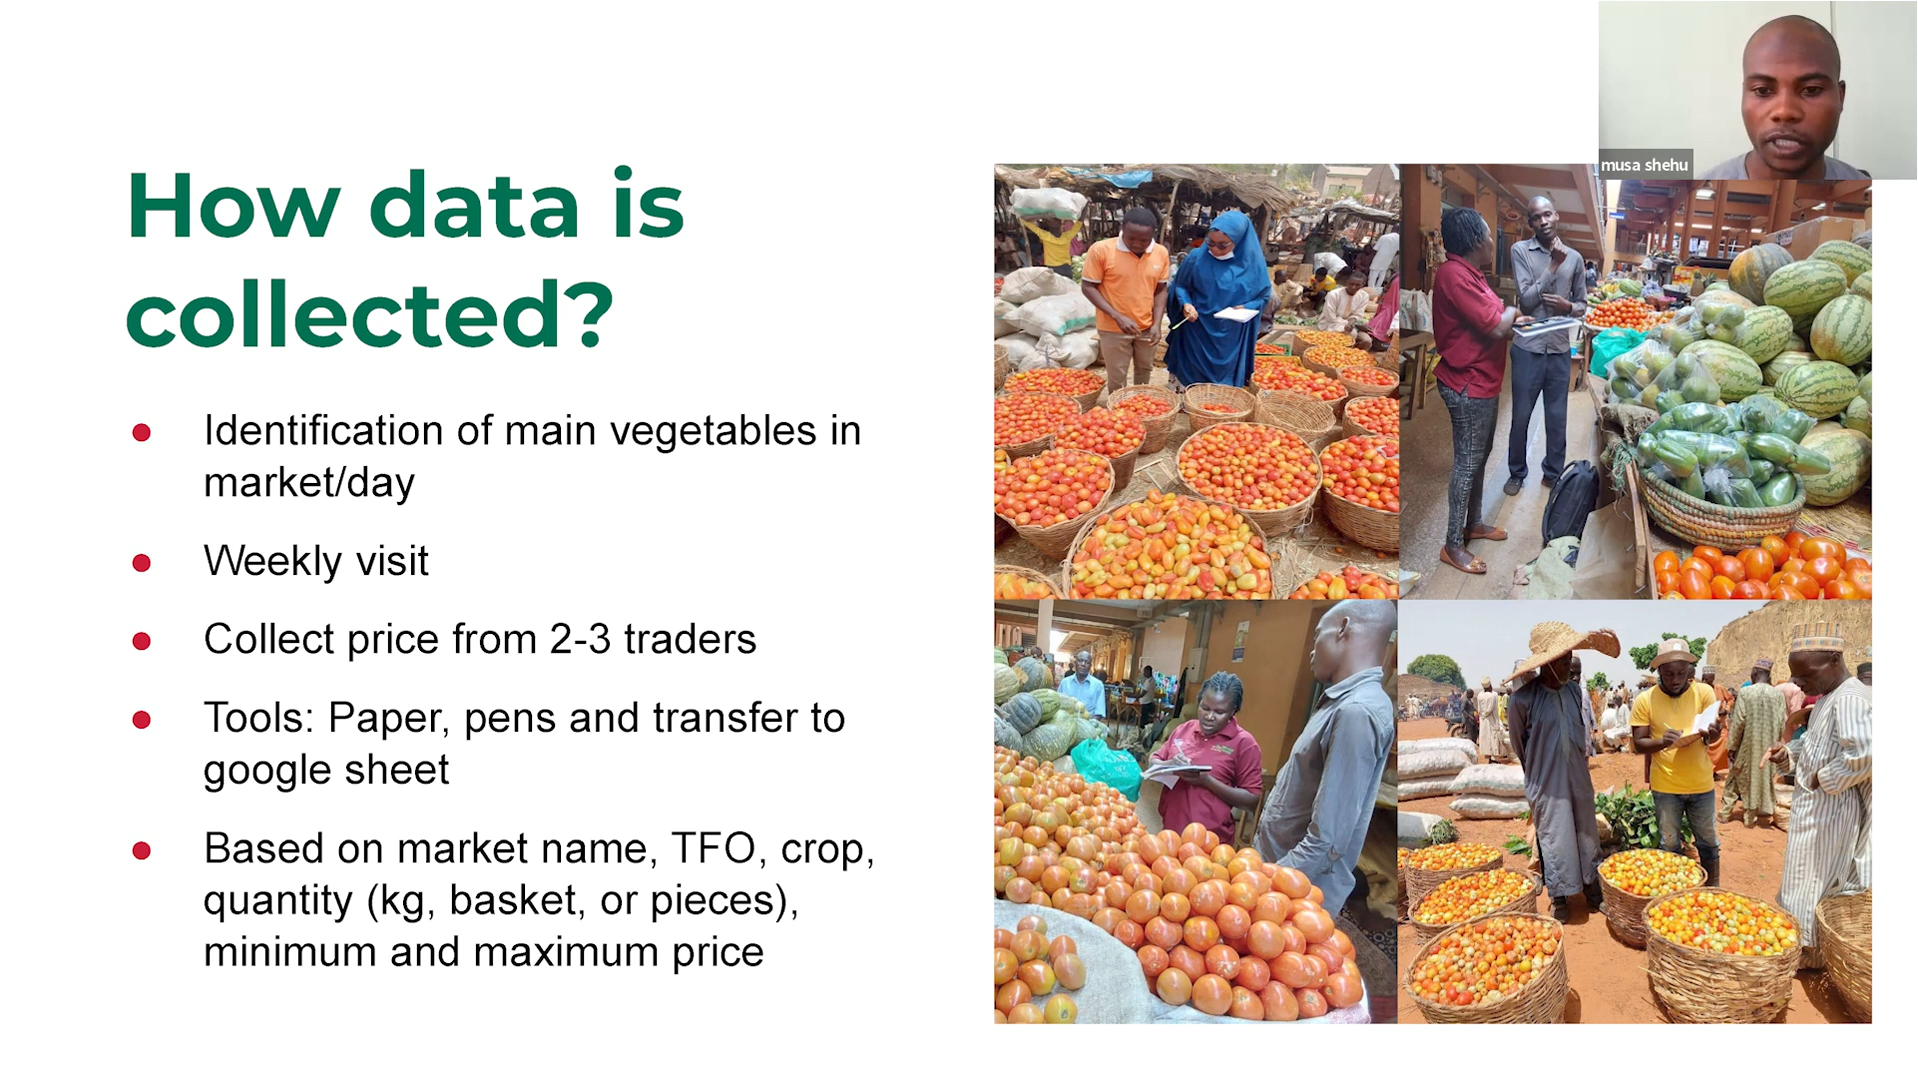 musa shehu
How data is
collected?
● Identification of main vegetables in
market/day
● Weekly visit
● Collect price from 2-3 traders
● Tools: Paper, pens and transfer to
google sheet
● Based on market name, TFO, crop,
quantity (kg, basket, or pieces),
minimum and maximum price